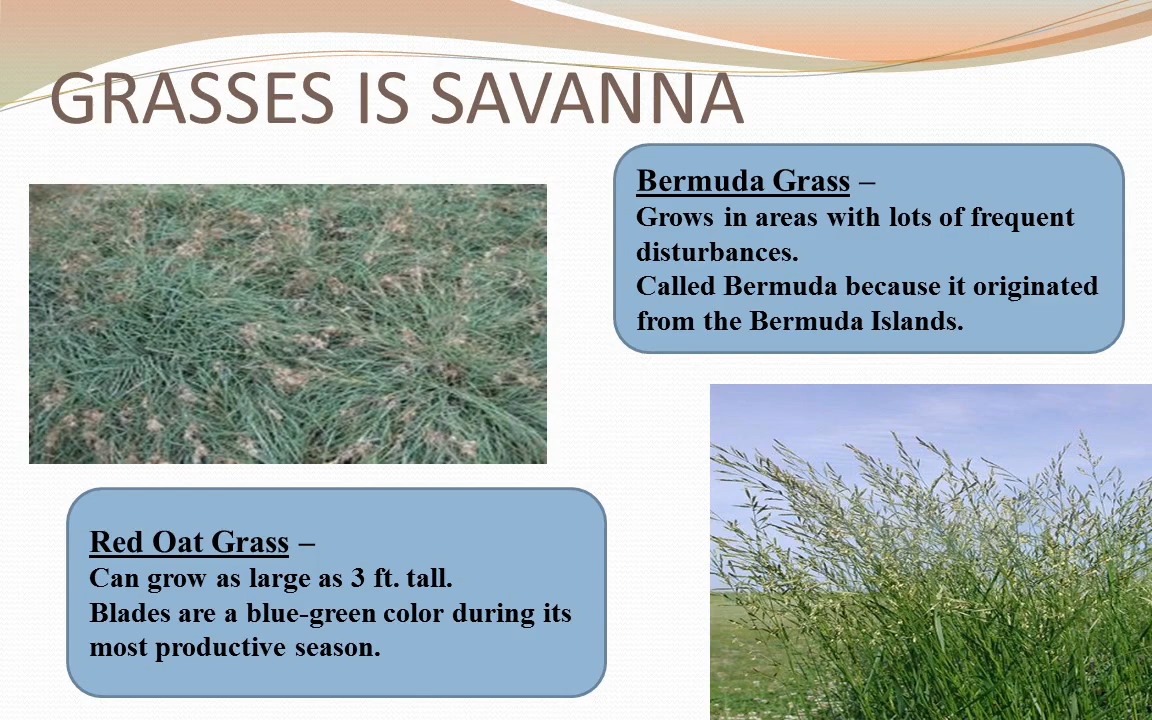 GRASSES IS SAVANNA
Bermuda Grass –
Grows in areas with lots of frequent
disturbances.
Called Bermuda because it originated
from the Bermuda Islands.
Red Oat Grass –
Can grow as large as 3 ft. tall.
Blades are a blue-green color during its
most productive season.